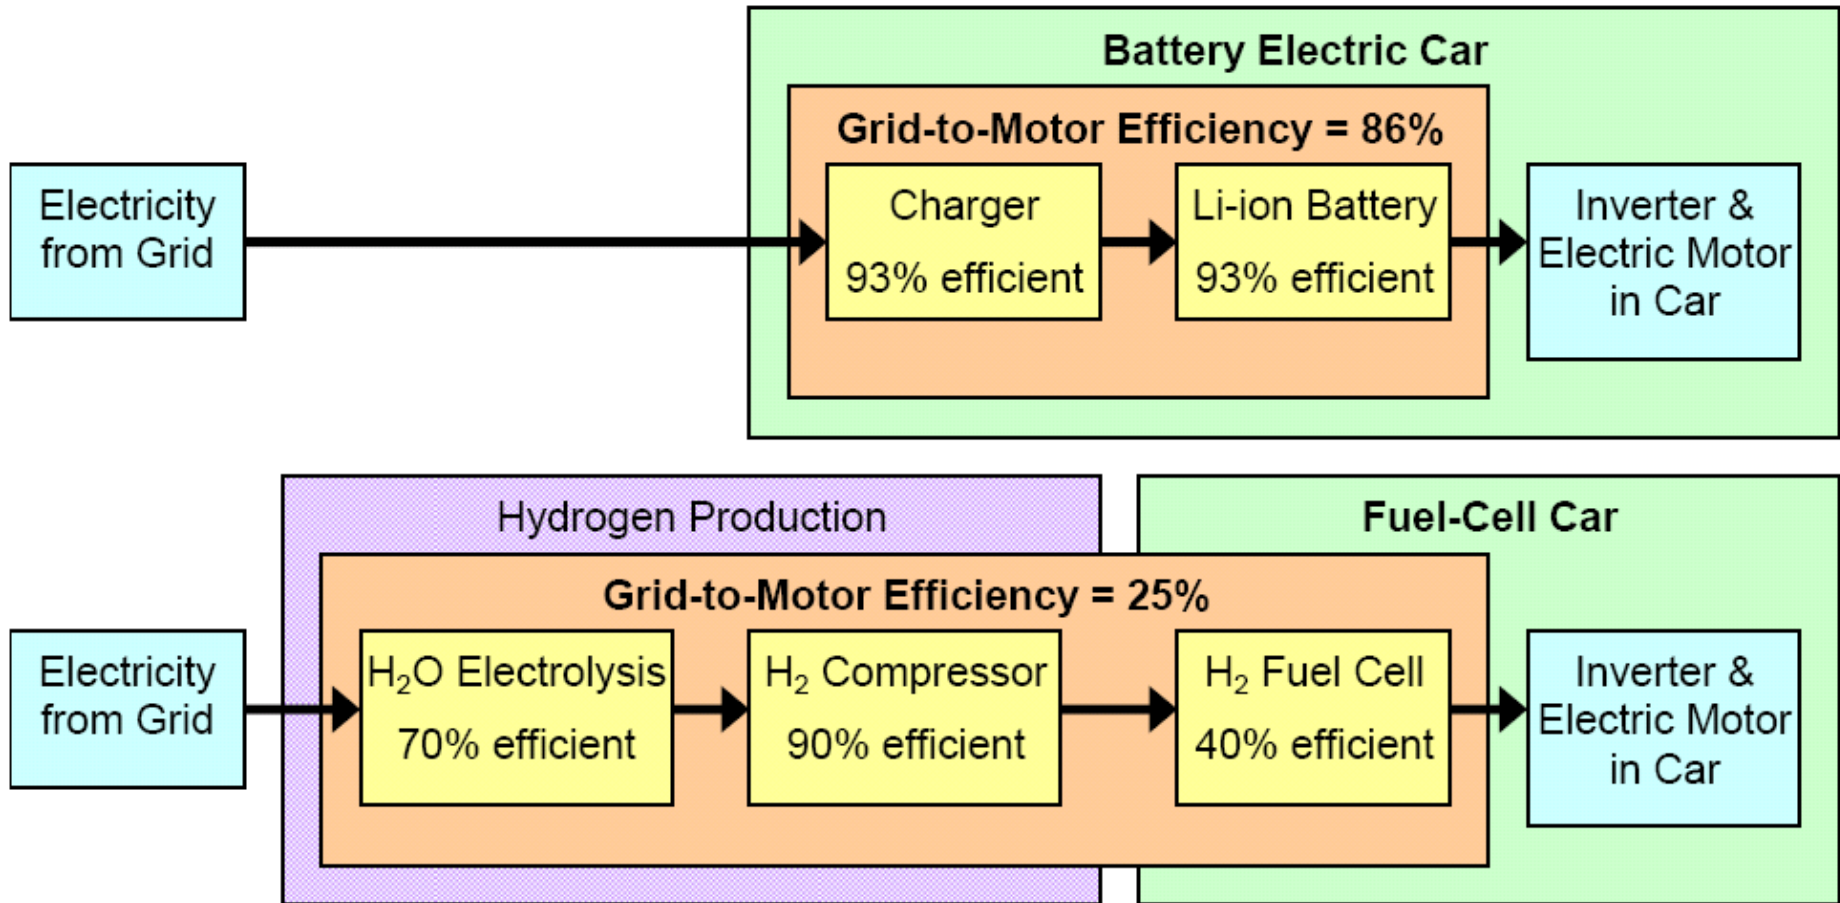 Battery Electric Car
Grid-to-Motor Efficiency = 86%
Electricity
from Grid
Charger
93% efficient
Li-ion Battery
93% efficient
Inverter &
Electric Motor
in Car
Hydrogen Production
Fuel-Cell Car
Grid-to-Motor Efficiency = 25%
Electricity
from Grid
H₂O Electrolysis
70% efficient
H₂ Compressor
90% efficient
H₂ Fuel Cell
40% efficient
Inverter &
Electric Motor
in Car